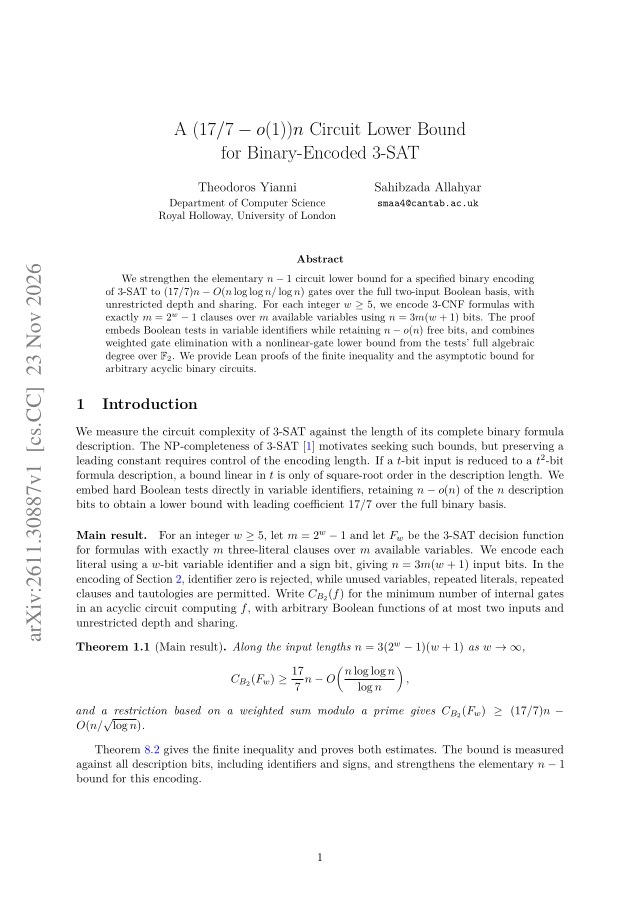 A (17/7 − o(1))n Circuit Lower Bound
for Binary-Encoded 3-SAT
Theodoros Yianni
Department of Computer Science
Royal Holloway, University of London
Sahibzada Allahyar
smaa4@cantab.ac.uk
Abstract
We strengthen the elementary n − 1 circuit lower bound for a specified binary encoding
of 3-SAT to (17/7)n − O(n log log n/ log n) gates over the full two-input Boolean basis, with
unrestricted depth and sharing. For each integer w ≥ 5, we encode 3-CNF formulas with
exactly m = 2^w − 1 clauses over m available variables using n = 3m(w + 1) bits. The proof
embeds Boolean tests in variable identifiers while retaining n − o(n) free bits, and combines
weighted gate elimination with a nonlinear-gate lower bound from the tests' full algebraic
degree over 𝔽₂. We provide Lean proofs of the finite inequality and the asymptotic bound for
arbitrary acyclic binary circuits.
1 Introduction
We measure the circuit complexity of 3-SAT against the length of its complete binary formula
description. The NP-completeness of 3-SAT [1] motivates seeking such bounds, but preserving a
leading constant requires control of the encoding length. If a t-bit input is reduced to a t²-bit
formula description, a bound linear in t is only of square-root order in the description length. We
embed hard Boolean tests directly in variable identifiers, retaining n − o(n) of the n description
bits to obtain a lower bound with leading coefficient 17/7 over the full binary basis.
Main result. For an integer w ≥ 5, let m = 2^w − 1 and let F_w be the 3-SAT decision function
for formulas with exactly m three-literal clauses over m available variables. We encode each
literal using a w-bit variable identifier and a sign bit, giving n = 3m(w + 1) input bits. In the
encoding of Section 2, identifier zero is rejected, while unused variables, repeated literals, repeated
clauses and tautologies are permitted. Write C_{B₂}(f) for the minimum number of internal gates
in an acyclic circuit computing f, with arbitrary Boolean functions of at most two inputs and
unrestricted depth and sharing.
Theorem 1.1 (Main result). Along the input lengths n = 3(2^w − 1)(w + 1) as w → ∞,
C_{B₂}(F_w) ≥ 17/7 n − O(n log log n / log n),
and a restriction based on a weighted sum modulo a prime gives C_{B₂}(F_w) ≥ (17/7)n −
O(n/√log n).
Theorem 8.2 gives the finite inequality and proves both estimates. The bound is measured
against all description bits, including identifiers and signs, and strengthens the elementary n − 1
bound for this encoding.
1
arXiv:2611.30887v1 [cs.CC] 23 Nov 2026